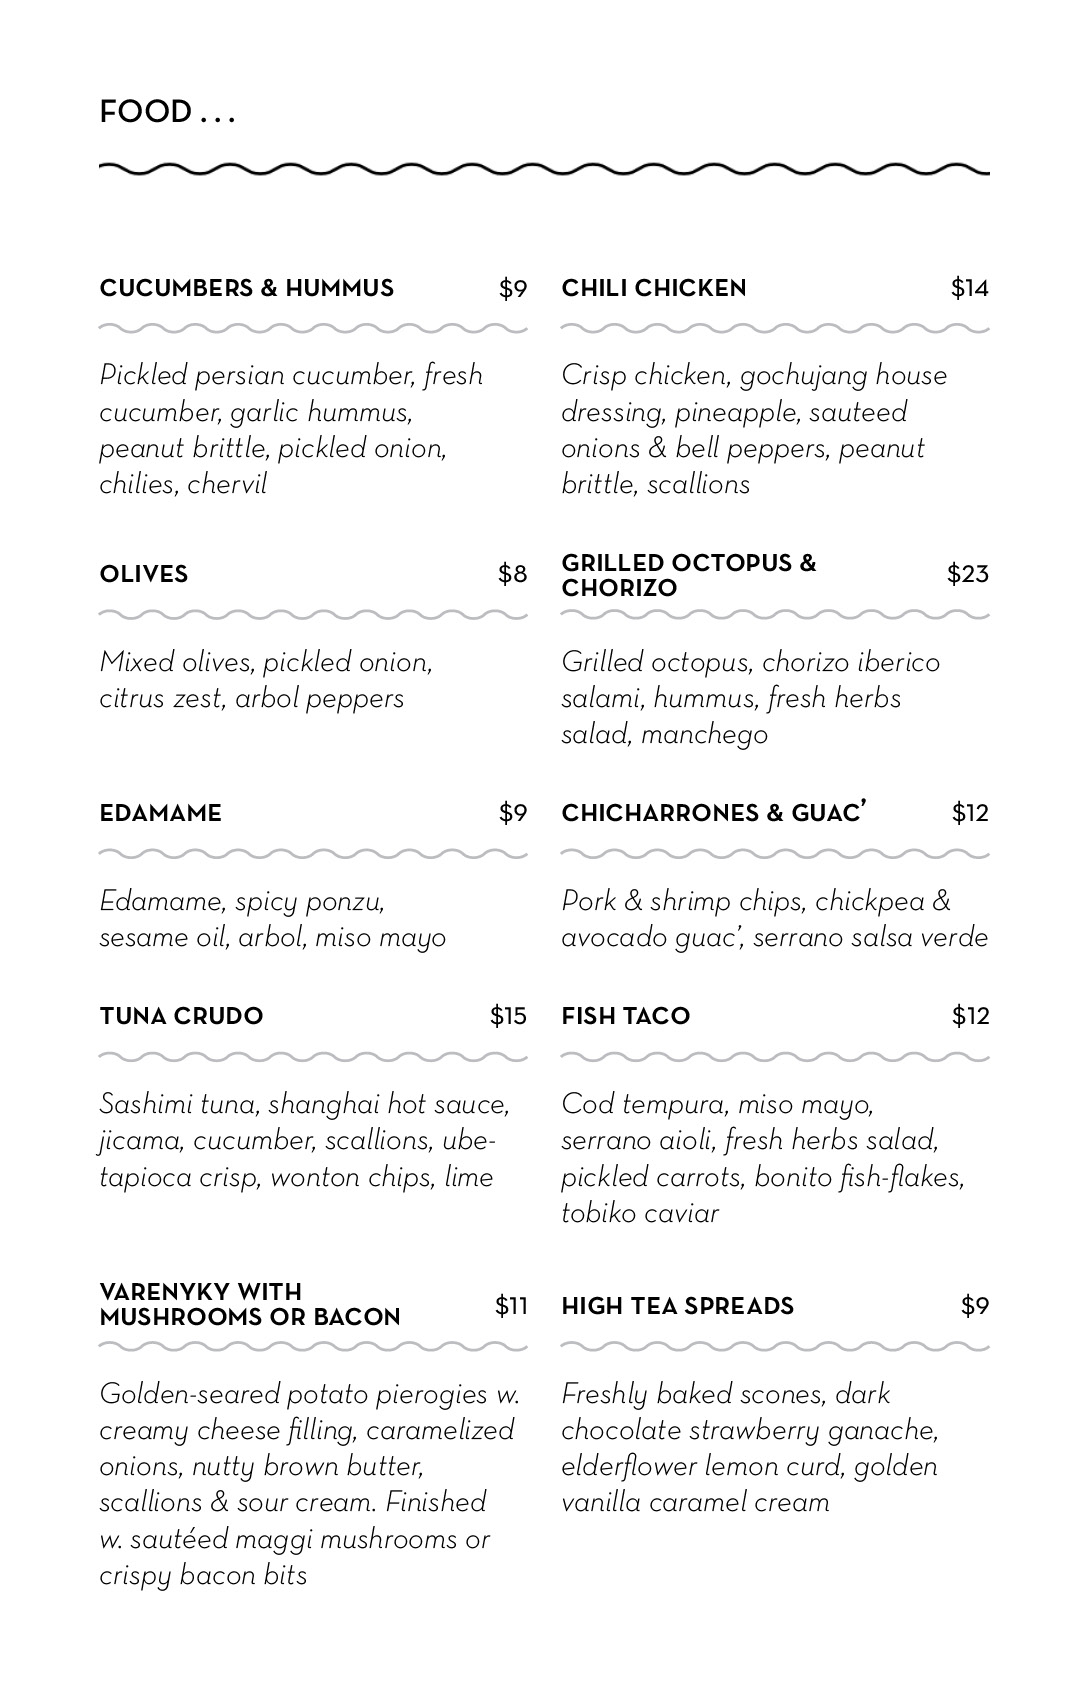 FOOD . . .
CUCUMBERS & HUMMUS $9
Pickled persian cucumber, fresh
cucumber, garlic hummus,
peanut brittle, pickled onion,
chilies, chervil
OLIVES $8
Mixed olives, pickled onion,
citrus zest, arbol peppers
EDAMAME $9
Edamame, spicy ponzu,
sesame oil, arbol, miso mayo
TUNA CRUDO $15
Sashimi tuna, shanghai hot sauce,
jicama, cucumber, scallions, ube-
tapioca crisp, wonton chips, lime
VARENYKY WITH
MUSHROOMS OR BACON $11
Golden-seared potato pierogies w.
creamy cheese filling, caramelized
onions, nutty brown butter,
scallions & sour cream. Finished
w. sautéed maggi mushrooms or
crispy bacon bits
CHILI CHICKEN $14
Crisp chicken, gochujang house
dressing, pineapple, sauteed
onions & bell peppers, peanut
brittle, scallions
GRILLED OCTOPUS &
CHORIZO $23
Grilled octopus, chorizo iberico
salami, hummus, fresh herbs
salad, manchego
CHICHARRONES & GUAC’ $12
Pork & shrimp chips, chickpea &
avocado guac’, serrano salsa verde
FISH TACO $12
Cod tempura, miso mayo,
serrano aioli, fresh herbs salad,
pickled carrots, bonito fish-flakes,
tobiko caviar
HIGH TEA SPREADS $9
Freshly baked scones, dark
chocolate strawberry ganache,
elderflower lemon curd, golden
vanilla caramel cream